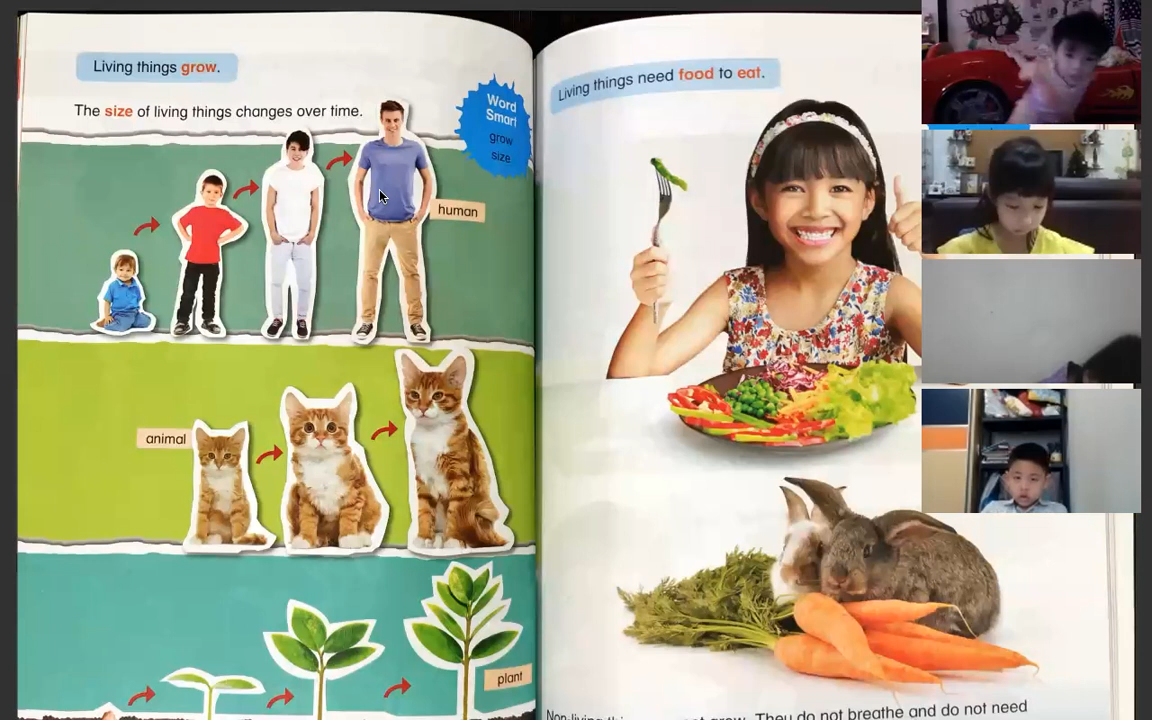 Living things grow.
The size of living things changes over time.
Word
Smart
grow
size
human
animal
plant
Living things need food to eat.
grow. They do not breathe and do not need